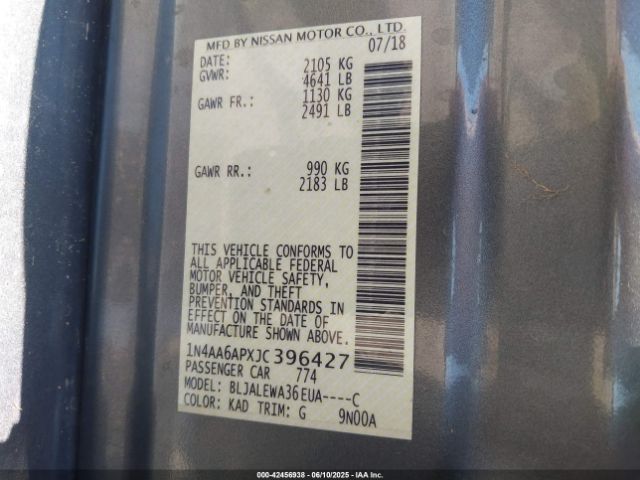 MFD BY NISSAN MOTOR CO., LTD.
DATE: 07/18
GVWR: 2105 KG
4641 LB
GAWR FR.: 1130 KG
2491 LB
GAWR RR.: 990 KG
2183 LB
THIS VEHICLE CONFORMS TO
ALL APPLICABLE FEDERAL
MOTOR VEHICLE SAFETY,
BUMPER, AND THEFT
PREVENTION STANDARDS IN
EFFECT ON THE DATE OF
MANUFACTURE SHOWN ABOVE.
1N4AA6APXJC396427
PASSENGER CAR 774
MODEL: BLJALEWA36EUA----C
COLOR: KAD TRIM: G 9N00A
000-42456938 - 06/10/2025 - IAA Inc.